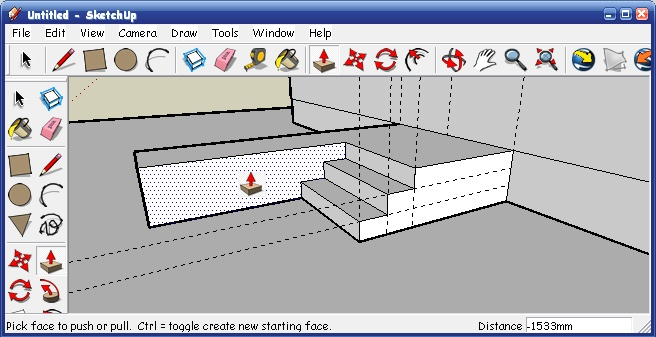 Untitled - SketchUp
File Edit View Camera Draw Tools Window Help
Pick face to push or pull. Ctrl = toggle create new starting face. Distance -1533mm